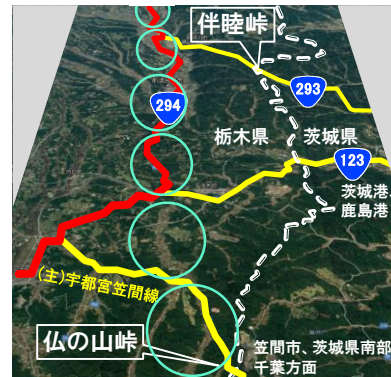 伴睦峠
293
294
栃木県
茨城県
123
茨城港、
鹿島港
(主)宇都宮笠間線
仏の山峠
笠間市、茨城県南部
千葉方面